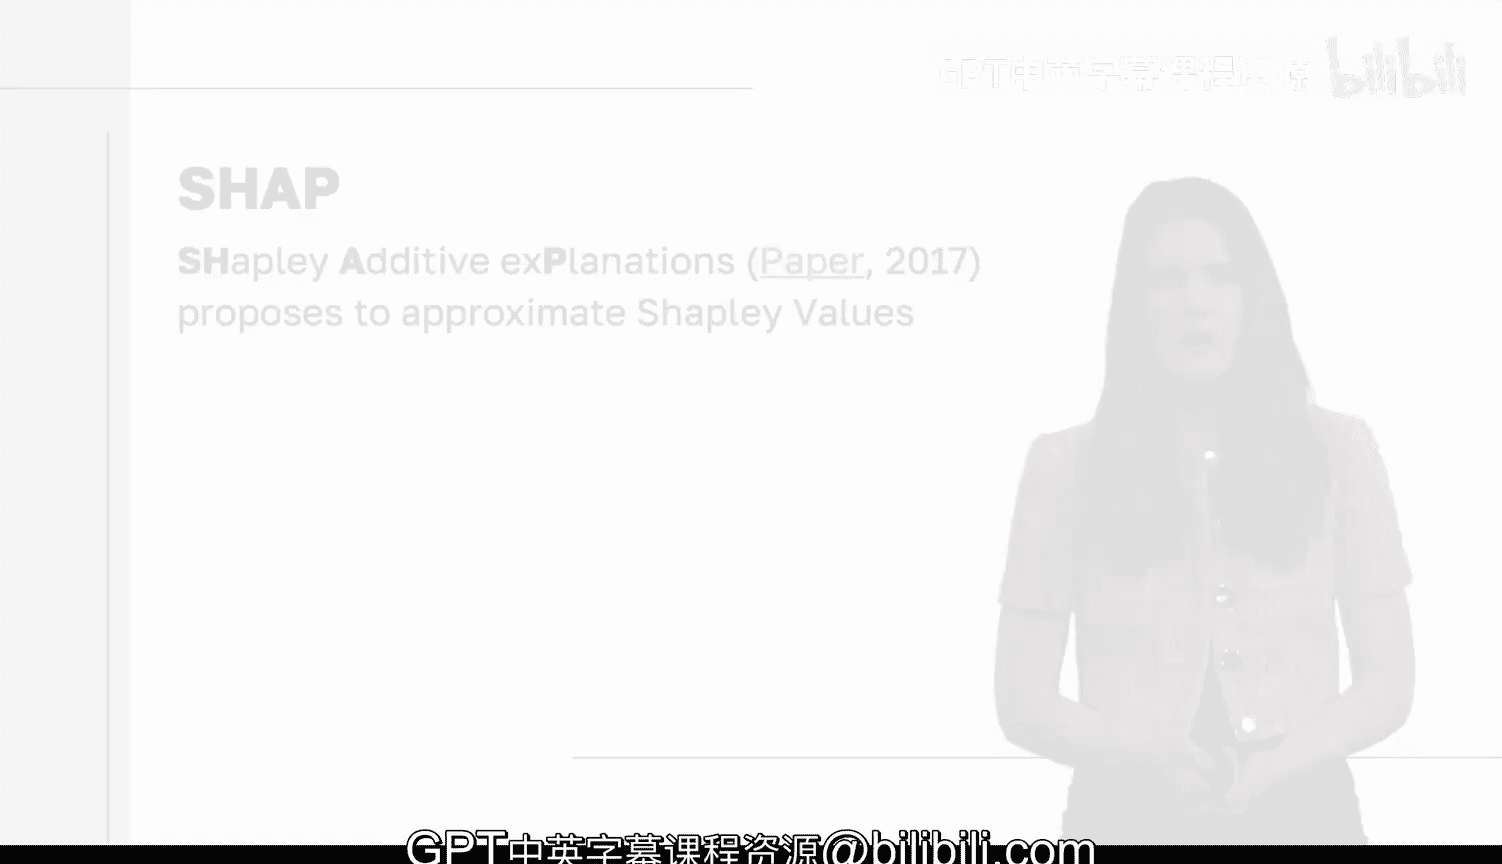 GPT中英字幕课程资源 bilibili
SHAP
SHapley Additive exPlanations (Paper, 2017)
proposes to approximate Shapley Values
GPT中英字幕课程资源@bilibili.com